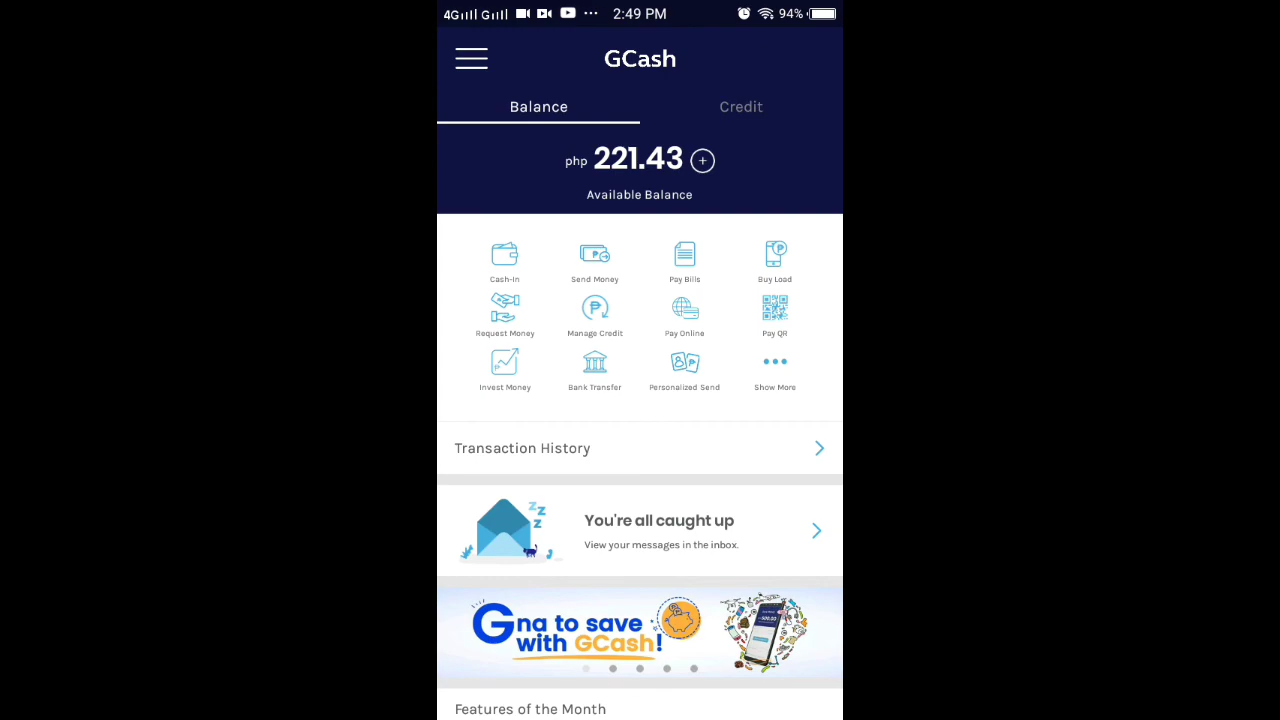 4G G ... 2:49 PM 94%
GCash
Balance Credit
php 221.43 +
Available Balance
Cash-In Send Money Pay Bills Buy Load
Request Money Manage Credit Pay Online Pay QR
Invest Money Bank Transfer Personalized Send Show More
Transaction History
z z z
You're all caught up
View your messages in the inbox.
Gna to save
with GCash!
Features of the Month